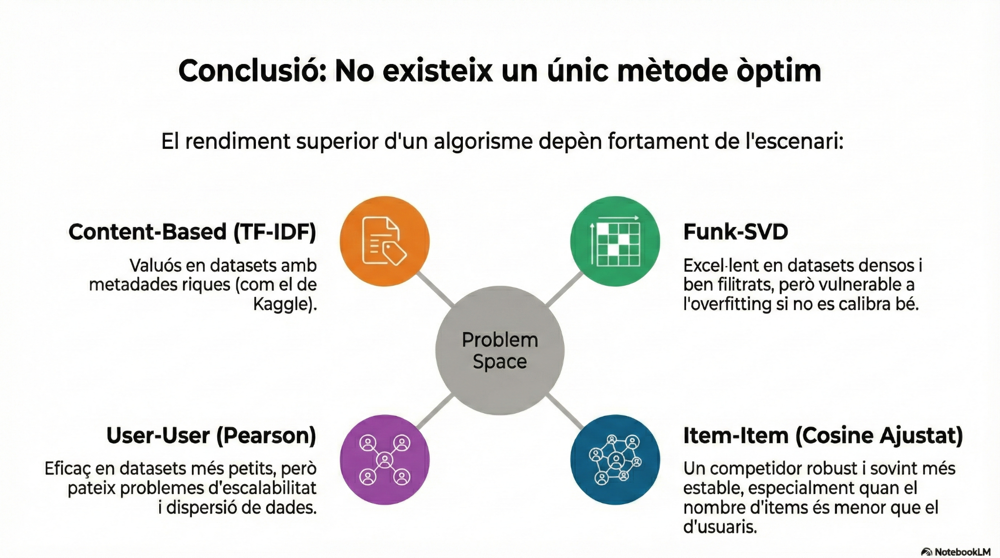 Conclusió: No existeix un únic mètode òptim
El rendiment superior d'un algorisme depèn fortament de l'escenari:
Content-Based (TF-IDF)
Valuós en datasets amb
metadades riques (com el de
Kaggle).
Funk-SVD
Excel·lent en datasets densos i
ben filitrats, però vulnerable a
l'overfitting si no es calibra bé.
Problem
Space
User-User (Pearson)
Eficaç en datasets més petits, però
pateix problemes d'escalabilitat
i dispersió de dades.
Item-Item (Cosine Ajustat)
Un competidor robust i sovint més
estable, especialment quan el
nombre d'items és menor que el
d'usuaris.
NotebookLM